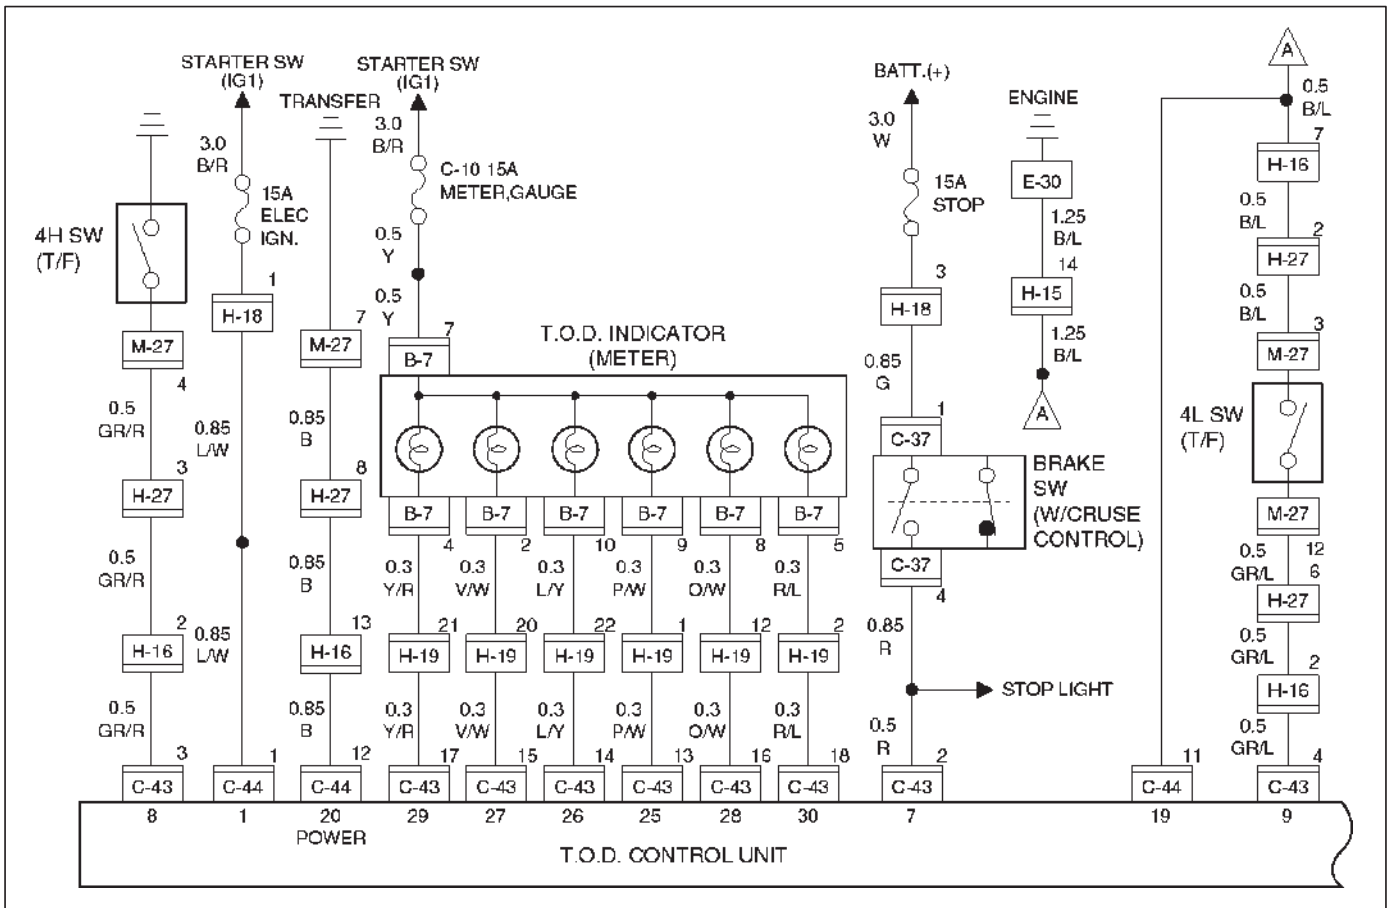 STARTER SW
(IG1)
STARTER SW
(IG1)
TRANSFER
BATT.(+)
ENGINE
A
0.5
B/L
3.0
B/R
3.0
B/R
3.0
W
15A
ELEC
IGN.
C-10 15A
METER,GAUGE
15A
STOP
E-30
7
H-16
4H SW
(T/F)
0.5
Y
1.25
B/L
0.5
B/L
2
H-27
1
H-18
3
H-18
14
H-15
0.5
Y
0.5
B/L
7
M-27
7
B-7
T.O.D. INDICATOR
(METER)
1.25
B/L
3
M-27
M-27
4
0.85
G
A
4L SW
(T/F)
0.5
GR/R
0.85
L/W
0.85
B
1
C-37
BRAKE
SW
(W/CRUSE
CONTROL)
3
H-27
8
H-27
B-7
B-7
B-7
B-7
B-7
B-7
4
2
10
9
8
5
M-27
12
0.5
GR/R
0.85
B
0.3
Y/R
0.3
V/W
0.3
L/Y
0.3
P/W
0.3
O/W
0.3
R/L
C-37
4
0.5
GR/L
6
H-27
2
H-16
0.85
L/W
13
H-16
21
H-19
20
H-19
22
H-19
1
H-19
12
H-19
2
H-19
0.85
R
0.5
GR/L
2
H-16
STOP LIGHT
0.5
GR/R
0.85
B
0.3
Y/R
0.3
V/W
0.3
L/Y
0.3
P/W
0.3
O/W
0.3
R/L
0.5
R
0.5
GR/L
3
1
12
17
15
14
13
16
18
2
11
4
C-43
C-44
C-44
C-43
C-43
C-43
C-43
C-43
C-43
C-43
C-44
C-43
8
1
20
29
27
26
25
28
30
7
19
9
POWER
T.O.D. CONTROL UNIT